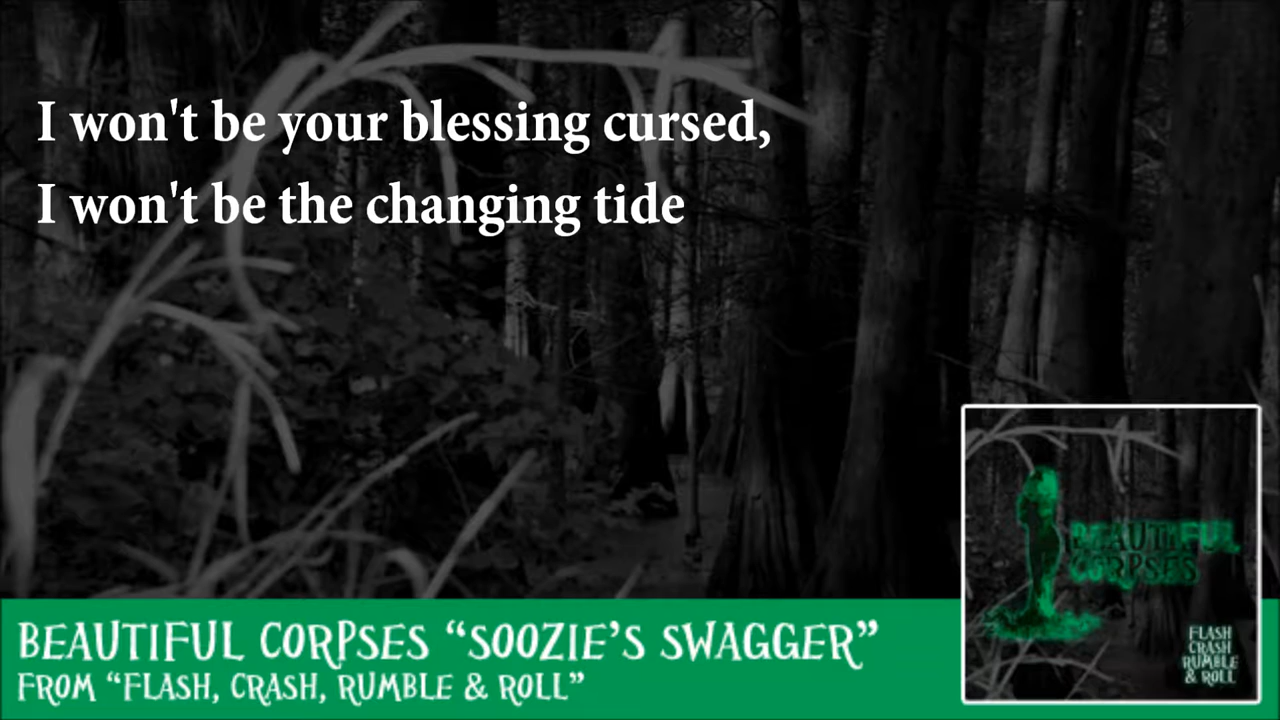 I won't be your blessing cursed,
I won't be the changing tide
BEAUTIFUL CORPSES “SOOZIE’S SWAGGER”
FROM “FLASH, CRASH, RUMBLE & ROLL”
BEAUTIFUL
CORPSES
FLASH
CRASH
RUMBLE
& ROLL